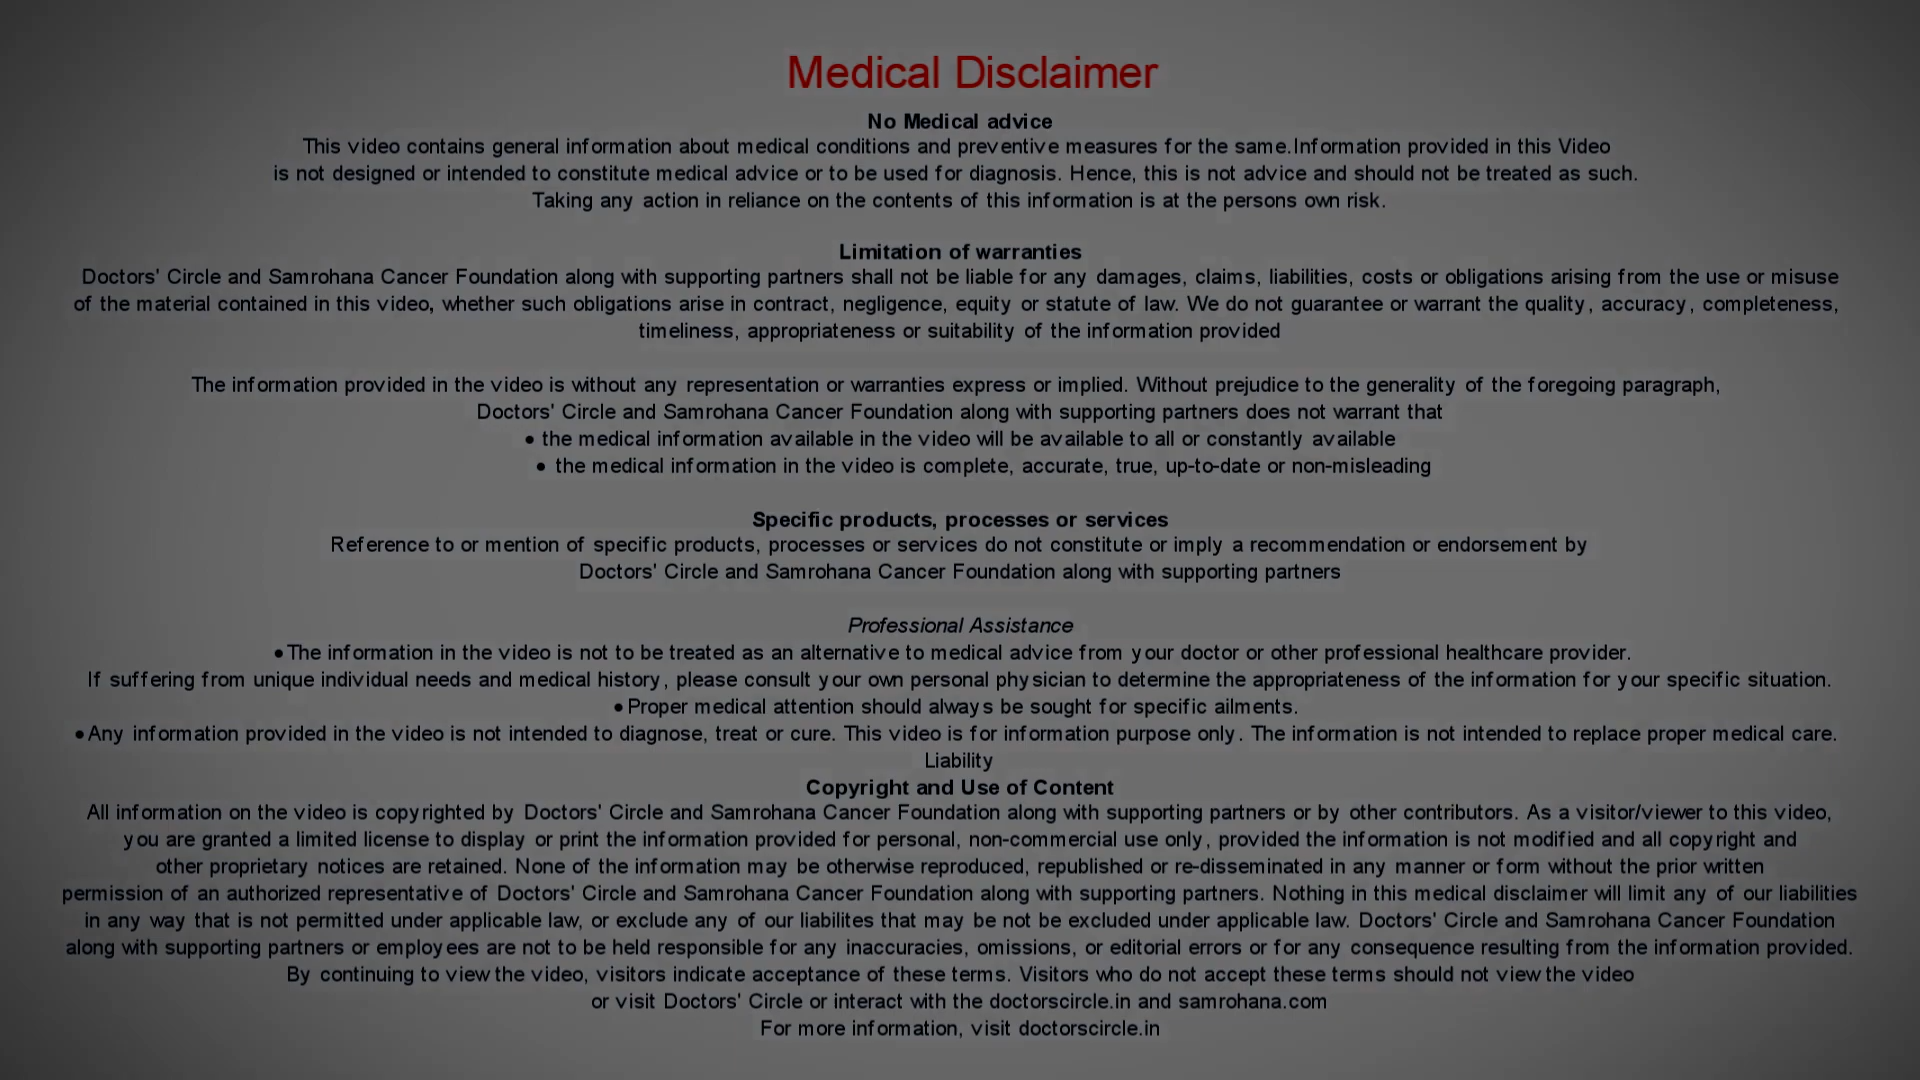 Medical Disclaimer
No Medical advice
This video contains general information about medical conditions and preventive measures for the same.Information provided in this Video
is not designed or intended to constitute medical advice or to be used for diagnosis. Hence, this is not advice and should not be treated as such.
Taking any action in reliance on the contents of this information is at the persons own risk.
Limitation of warranties
Doctors' Circle and Samrohana Cancer Foundation along with supporting partners shall not be liable for any damages, claims, liabilities, costs or obligations arising from the use or misuse
of the material contained in this video, whether such obligations arise in contract, negligence, equity or statute of law. We do not guarantee or warrant the quality, accuracy, completeness,
timeliness, appropriateness or suitability of the information provided
The information provided in the video is without any representation or warranties express or implied. Without prejudice to the generality of the foregoing paragraph,
Doctors' Circle and Samrohana Cancer Foundation along with supporting partners does not warrant that
• the medical information available in the video will be available to all or constantly available
• the medical information in the video is complete, accurate, true, up-to-date or non-misleading
Specific products, processes or services
Reference to or mention of specific products, processes or services do not constitute or imply a recommendation or endorsement by
Doctors' Circle and Samrohana Cancer Foundation along with supporting partners
Professional Assistance
•The information in the video is not to be treated as an alternative to medical advice from your doctor or other professional healthcare provider.
If suffering from unique individual needs and medical history, please consult your own personal physician to determine the appropriateness of the information for your specific situation.
•Proper medical attention should always be sought for specific ailments.
•Any information provided in the video is not intended to diagnose, treat or cure. This video is for information purpose only. The information is not intended to replace proper medical care.
Liability
Copyright and Use of Content
All information on the video is copyrighted by Doctors' Circle and Samrohana Cancer Foundation along with supporting partners or by other contributors. As a visitor/viewer to this video,
you are granted a limited license to display or print the information provided for personal, non-commercial use only, provided the information is not modified and all copyright and
other proprietary notices are retained. None of the information may be otherwise reproduced, republished or re-disseminated in any manner or form without the prior written
permission of an authorized representative of Doctors' Circle and Samrohana Cancer Foundation along with supporting partners. Nothing in this medical disclaimer will limit any of our liabilities
in any way that is not permitted under applicable law, or exclude any of our liabilites that may be not be excluded under applicable law. Doctors' Circle and Samrohana Cancer Foundation
along with supporting partners or employees are not to be held responsible for any inaccuracies, omissions, or editorial errors or for any consequence resulting from the information provided.
By continuing to view the video, visitors indicate acceptance of these terms. Visitors who do not accept these terms should not view the video
or visit Doctors' Circle or interact with the doctorscircle.in and samrohana.com
For more information, visit doctorscircle.in